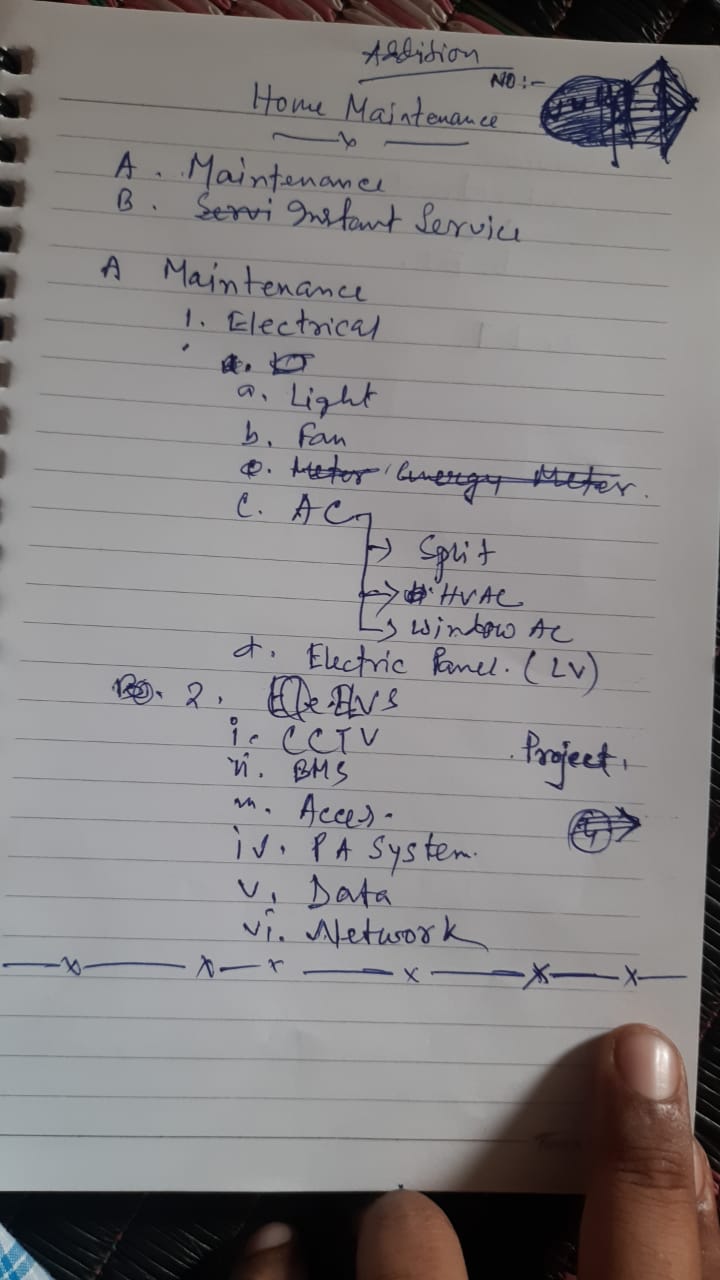 Addition
NO:-
Home Maintenance
A. Maintenance
B. Servi Instant Service
A Maintenance
1. Electrical
a.
a. Light
b. Fan
c. Meter Energy Meter.
C. AC
→ Split
→ HVAC
→ Window AC
d. Electric Panel. (LV)
2. ELVS
i. CCTV
ii. BMS
Project.
iii. Acces.
iv. PA System.
v. Data
vi. Network